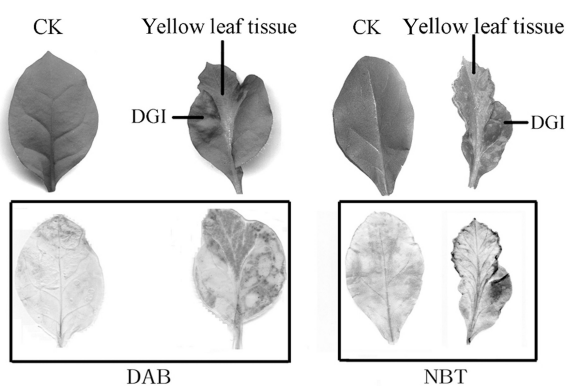 CK
Yellow leaf tissue
CK
Yellow leaf tissue
DGI
DGI
DAB
NBT